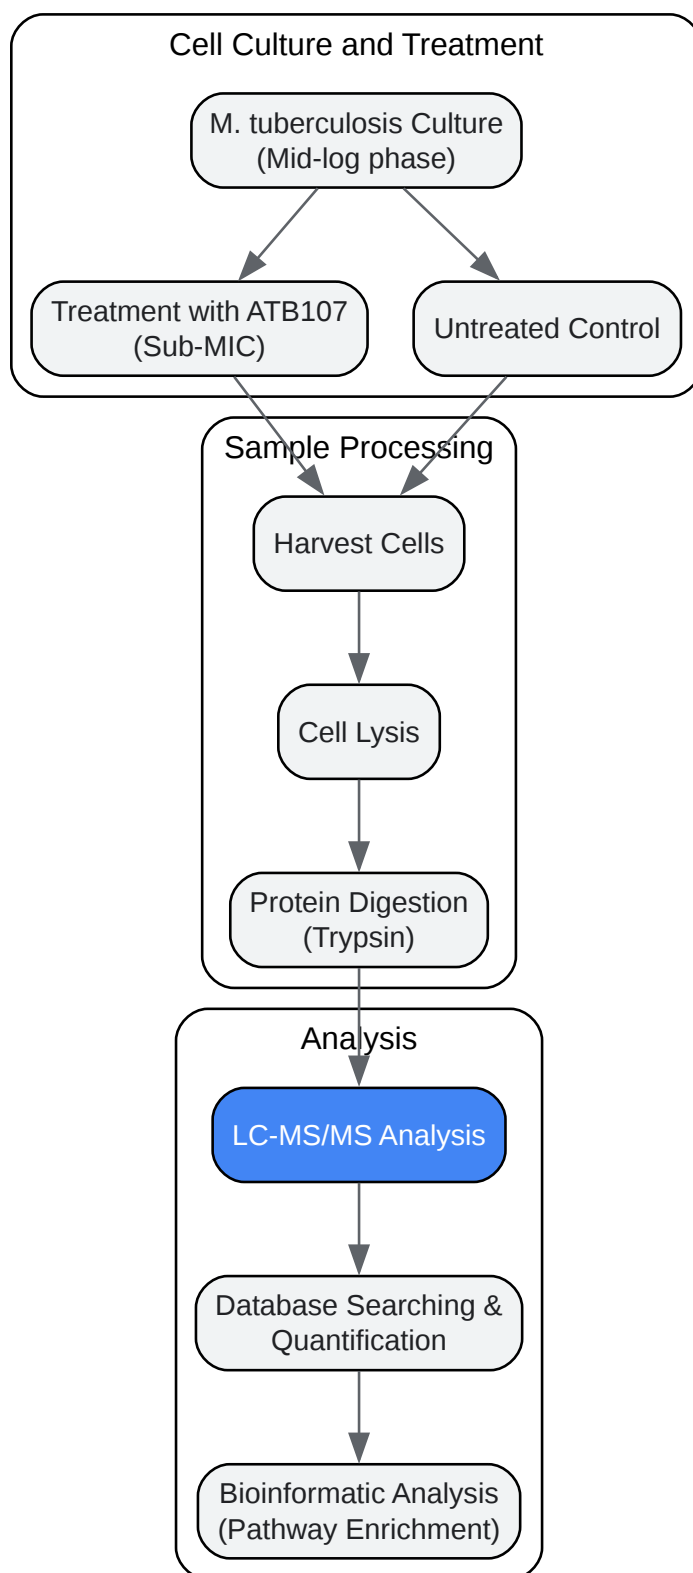 Cell Culture and Treatment
M. tuberculosis Culture
(Mid-log phase)
Treatment with ATB107
(Sub-MIC)
Untreated Control
Sample Processing
Harvest Cells
Cell Lysis
Protein Digestion
(Trypsin)
Analysis
LC-MS/MS Analysis
Database Searching &
Quantification
Bioinformatic Analysis
(Pathway Enrichment)